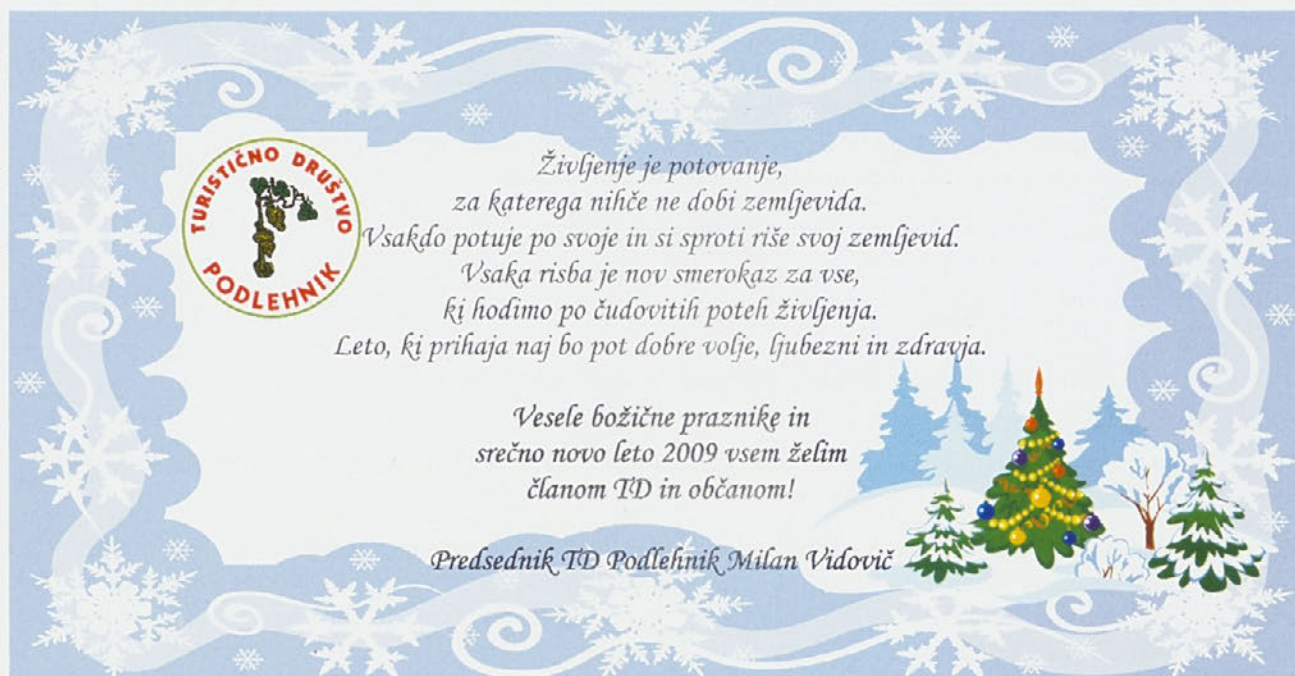 TURISTIČNO DRUŠTVO
PODLEHNIK
Življenje je potovanje,
za katerega nihče ne dobi zemljevida.
Vsakdo potuje po svoje in si sproti riše svoj zemljevid.
Vsaka risba je nov smerokaz za vse,
ki hodimo po čudovitih poteh življenja.
Leto, ki prihaja naj bo pot dobre volje, ljubezni in zdravja.
Vesele božične praznike in
srečno novo leto 2009 vsem želim
članom TD in občanom!
Predsednik TD Podlehnik Milan Vidovič